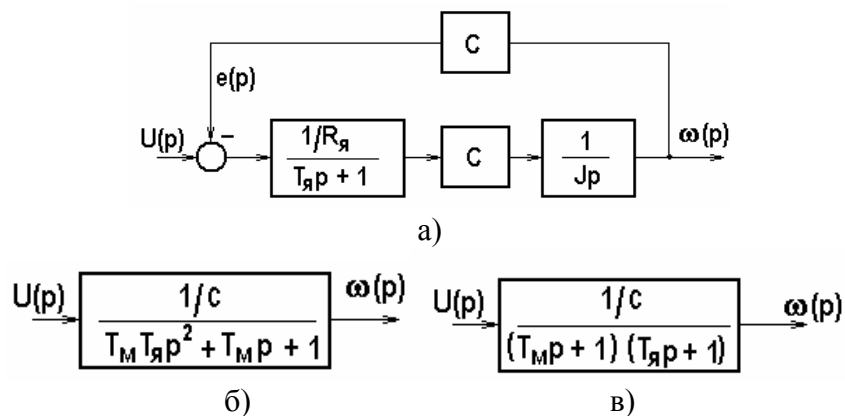 C
e(p)
U(p)
−
1/Rя
Tяp + 1
C
1
Jp
ω(p)
а)
U(p)
1/c
TмTяp² + Tмp + 1
ω(p)
б)
U(p)
1/c
(Tмp + 1) (Tяp + 1)
ω(p)
в)